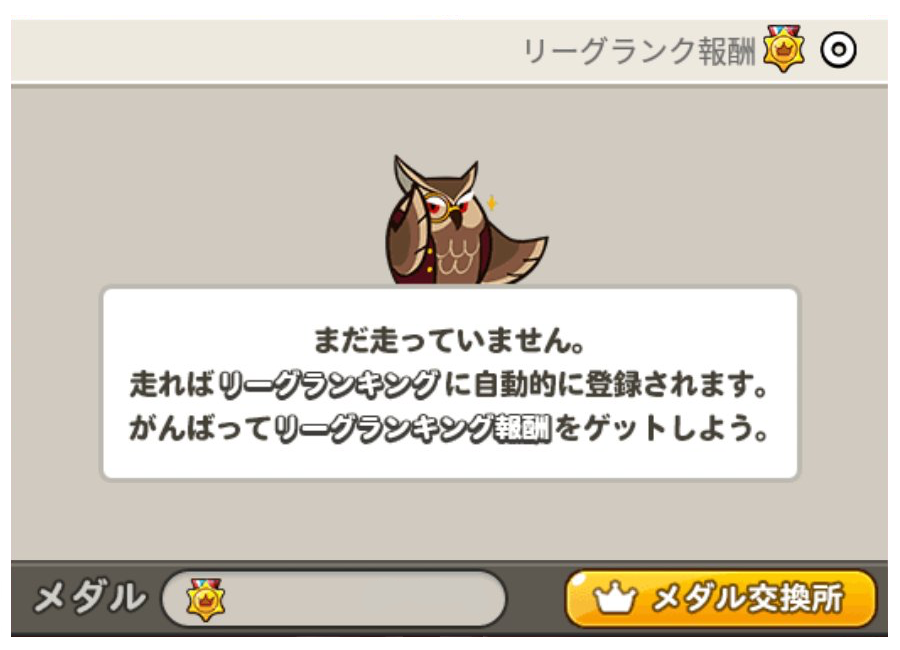 リーグランク報酬
まだ走っていません。
走ればリーグランキングに自動的に登録されます。
がんばってリーグランキング報酬をゲットしよう。
メダル
メダル交換所